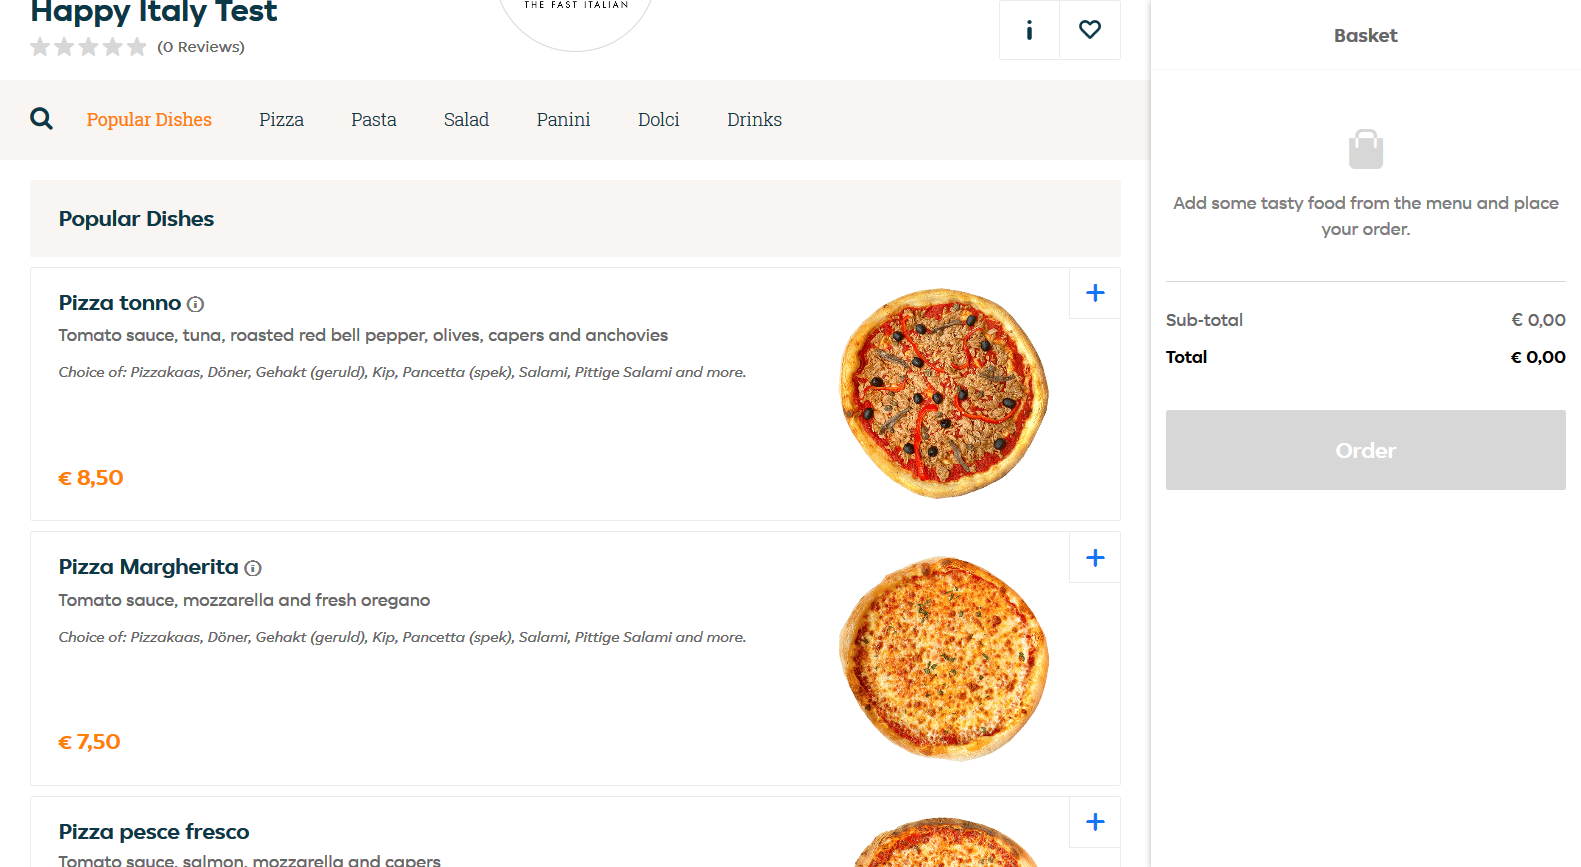 Happy Italy Test
THE FAST ITALIAN
(0 Reviews)
Popular Dishes
Pizza
Pasta
Salad
Panini
Dolci
Drinks
Popular Dishes
Pizza tonno
Tomato sauce, tuna, roasted red bell pepper, olives, capers and anchovies
Choice of: Pizzakaas, Döner, Gehakt (geruld), Kip, Pancetta (spek), Salami, Pittige Salami and more.
€ 8,50
Pizza Margherita
Tomato sauce, mozzarella and fresh oregano
Choice of: Pizzakaas, Döner, Gehakt (geruld), Kip, Pancetta (spek), Salami, Pittige Salami and more.
€ 7,50
Pizza pesce fresco
Tomato sauce, salmon, mozzarella and capers
Basket
Add some tasty food from the menu and place
your order.
Sub-total € 0,00
Total € 0,00
Order